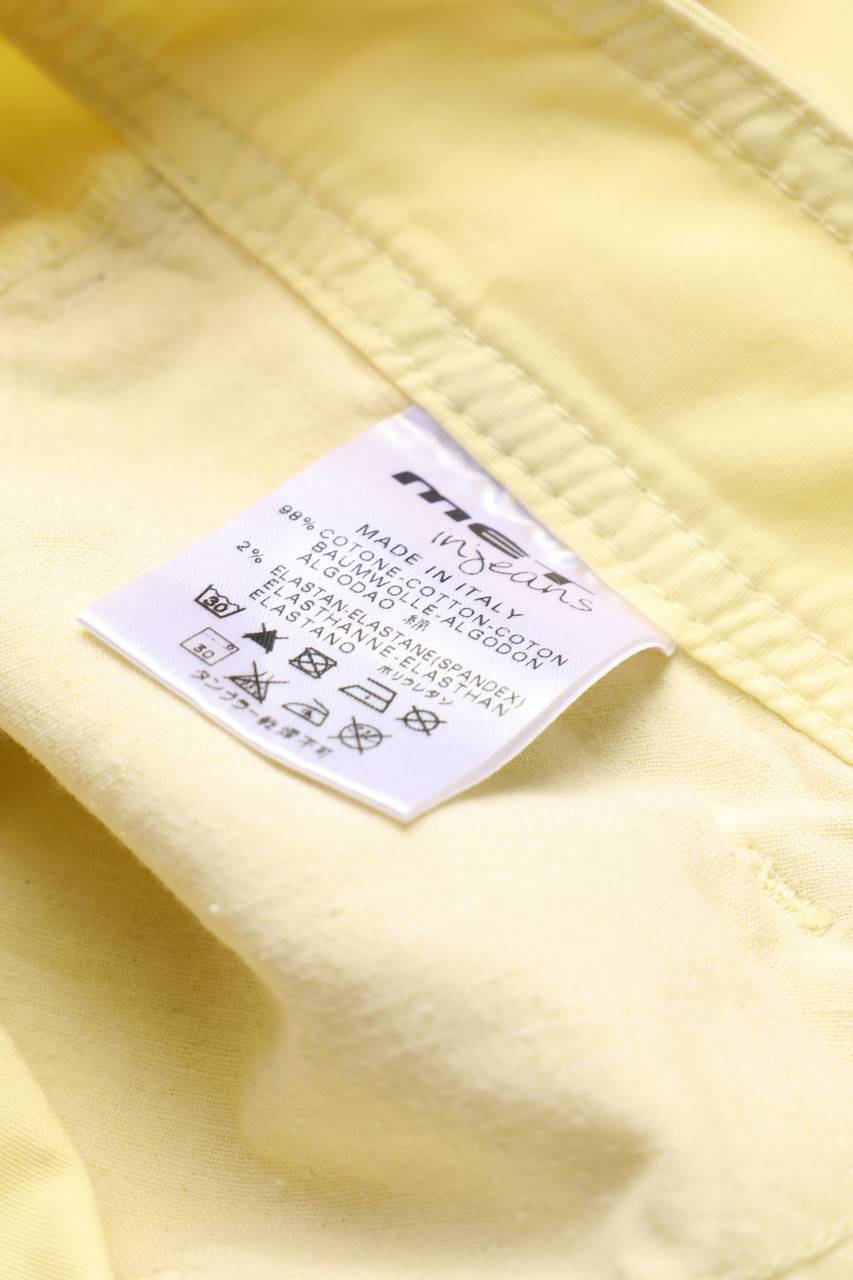 MET
in jeans
MADE IN ITALY
98% COTONE-COTTON-COTON
BAUMWOLLE-ALGODON
ALGODAO 綿
2% ELASTAN-ELASTANE(SPANDEX)
EELASTHANNE-ELASTHAN
ELASTANO ポリウレタン
30
30
タンブラー乾燥不可